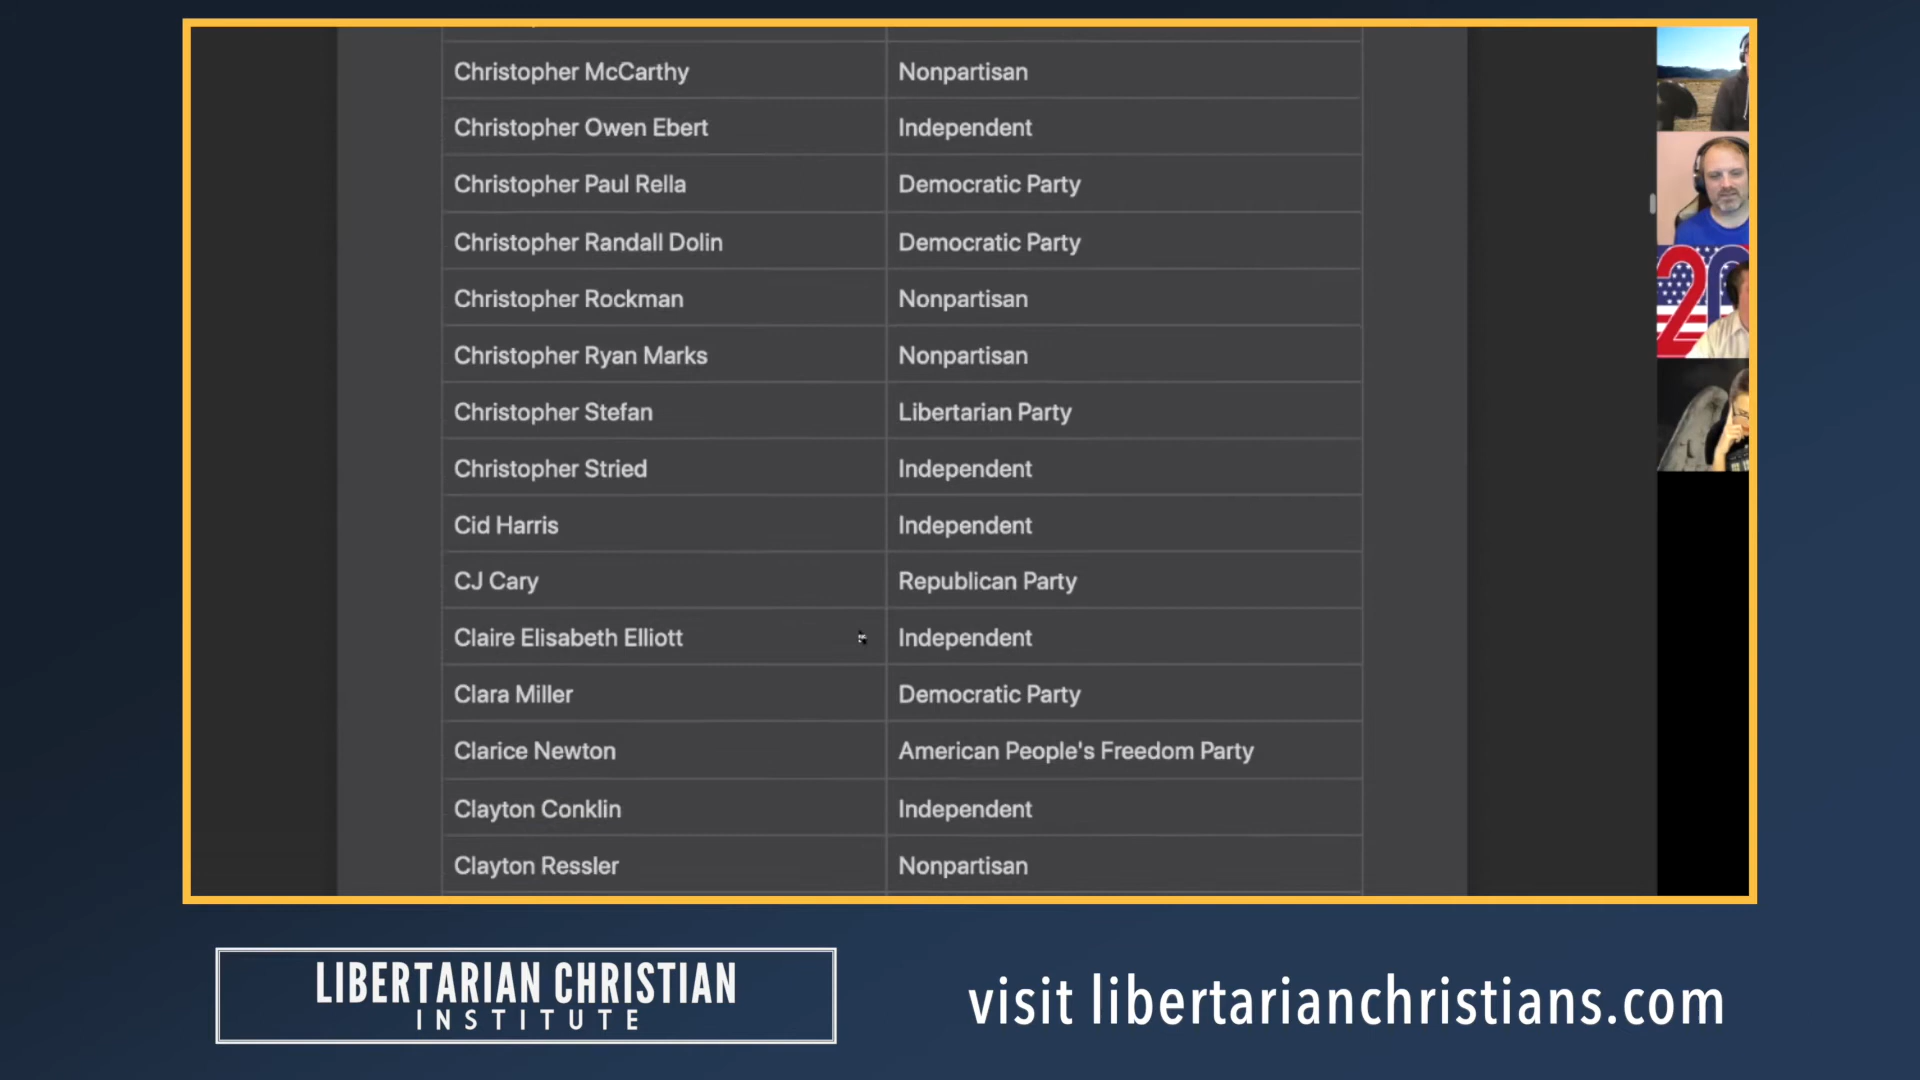 Christopher McCarthy Nonpartisan
Christopher Owen Ebert Independent
Christopher Paul Rella Democratic Party
Christopher Randall Dolin Democratic Party
Christopher Rockman Nonpartisan
Christopher Ryan Marks Nonpartisan
Christopher Stefan Libertarian Party
Christopher Stried Independent
Cid Harris Independent
CJ Cary Republican Party
Claire Elisabeth Elliott Independent
Clara Miller Democratic Party
Clarice Newton American People's Freedom Party
Clayton Conklin Independent
Clayton Ressler Nonpartisan
20
LIBERTARIAN CHRISTIAN
INSTITUTE
visit libertarianchristians.com